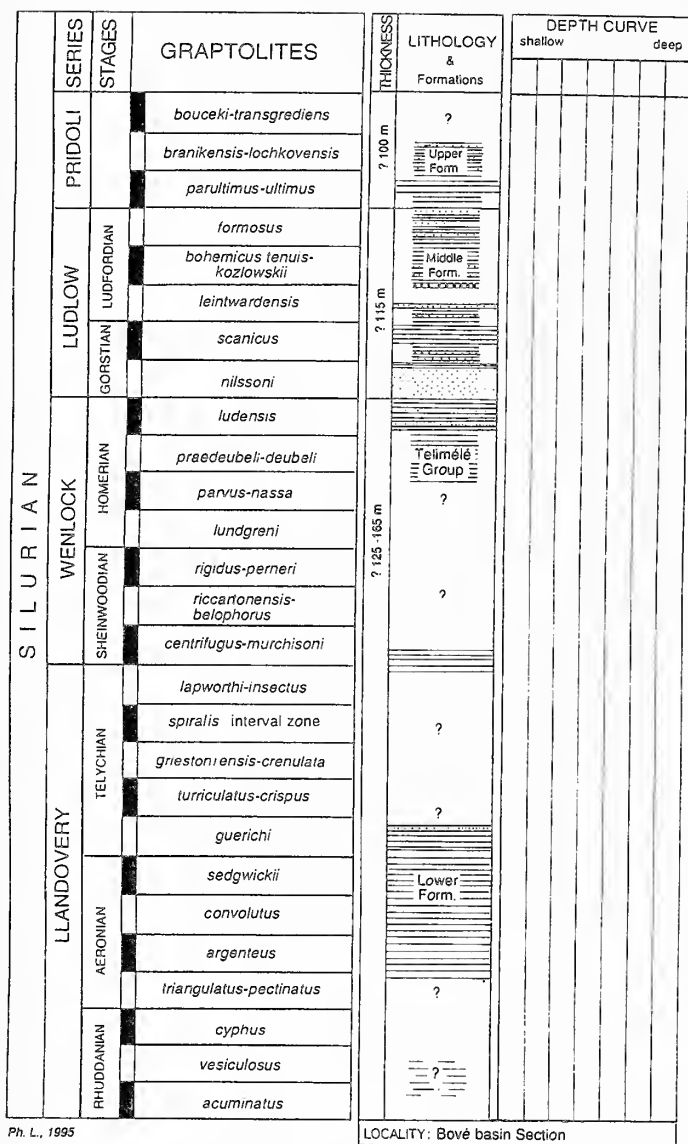 SERIES
STAGES
GRAPTOLITES
THICKNESS
LITHOLOGY
&
Formations
DEPTH CURVE
shallow deep
SILURIAN
PRIDOLI
bouceki-transgrediens
branikensis-lochkovensis
parultimus-ultimus
LUDLOW
LUDFORDIAN
formosus
bohemicus tenuis-
kozlowskii
leintwardensis
GORSTIAN
scanicus
nilssoni
WENLOCK
HOMERIAN
ludensis
praedeubeli-deubeli
parvus-nassa
lundgreni
SHEINWOODIAN
rigidus-perneri
riccartonensis-
belophorus
centrifugus-murchisoni
LLANDOVERY
TELYCHIAN
lapworthi-insectus
spiralis interval zone
griestoniensis-crenulata
turriculatus-crispus
guerichi
AERONIAN
sedgwickii
convolutus
argenteus
triangulatus-pectinatus
RHUDDANIAN
cyphus
vesiculosus
acuminatus
? 100 m
? 115 m
? 125-165 m
?
Upper
Form
Middle
Form.
Telimélé
Group
?
?
?
?
Lower
Form.
?
?
Ph. L., 1995
LOCALITY: Bové basin Section